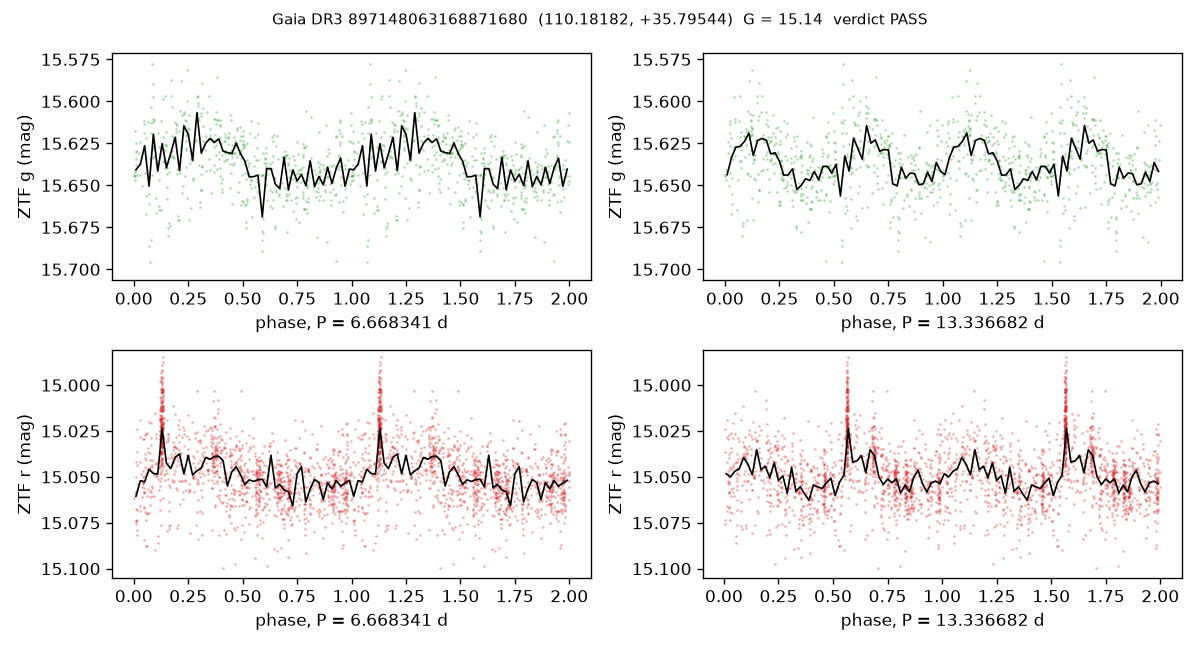 Gaia DR3 897148063168871680 (110.18182, +35.79544) G = 15.14 verdict PASS
ZTF g (mag)
15.575
15.600
15.625
15.650
15.675
15.700
0.00 0.25 0.50 0.75 1.00 1.25 1.50 1.75 2.00
phase, P = 6.668341 d
ZTF g (mag)
15.575
15.600
15.625
15.650
15.675
15.700
0.00 0.25 0.50 0.75 1.00 1.25 1.50 1.75 2.00
phase, P = 13.336682 d
ZTF r (mag)
15.000
15.025
15.050
15.075
15.100
0.00 0.25 0.50 0.75 1.00 1.25 1.50 1.75 2.00
phase, P = 6.668341 d
ZTF r (mag)
15.000
15.025
15.050
15.075
15.100
0.00 0.25 0.50 0.75 1.00 1.25 1.50 1.75 2.00
phase, P = 13.336682 d